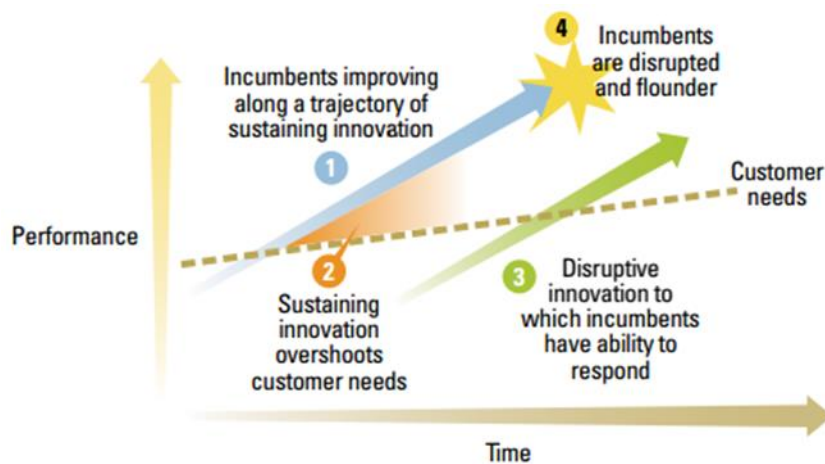 4
Incumbents
are disrupted
and flounder
Incumbents improving
along a trajectory of
sustaining innovation
1
Customer
needs
Performance
2
Sustaining
innovation
overshoots
customer needs
3
Disruptive
innovation to
which incumbents
have ability to
respond
Time